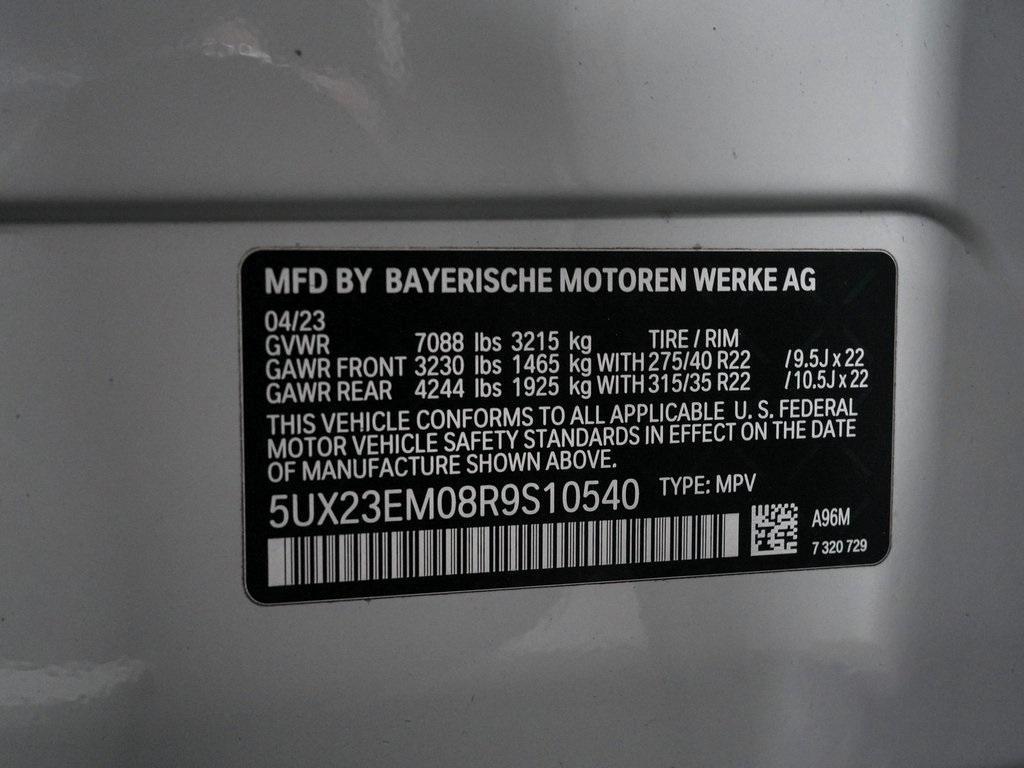 MFD BY BAYERISCHE MOTOREN WERKE AG
04/23
GVWR 7088 lbs 3215 kg TIRE / RIM
GAWR FRONT 3230 lbs 1465 kg WITH 275/40 R22 / 9.5J x 22
GAWR REAR 4244 lbs 1925 kg WITH 315/35 R22 / 10.5J x 22
THIS VEHICLE CONFORMS TO ALL APPLICABLE U. S. FEDERAL
MOTOR VEHICLE SAFETY STANDARDS IN EFFECT ON THE DATE
OF MANUFACTURE SHOWN ABOVE.
5UX23EM08R9S10540 TYPE: MPV
A96M
7 320 729